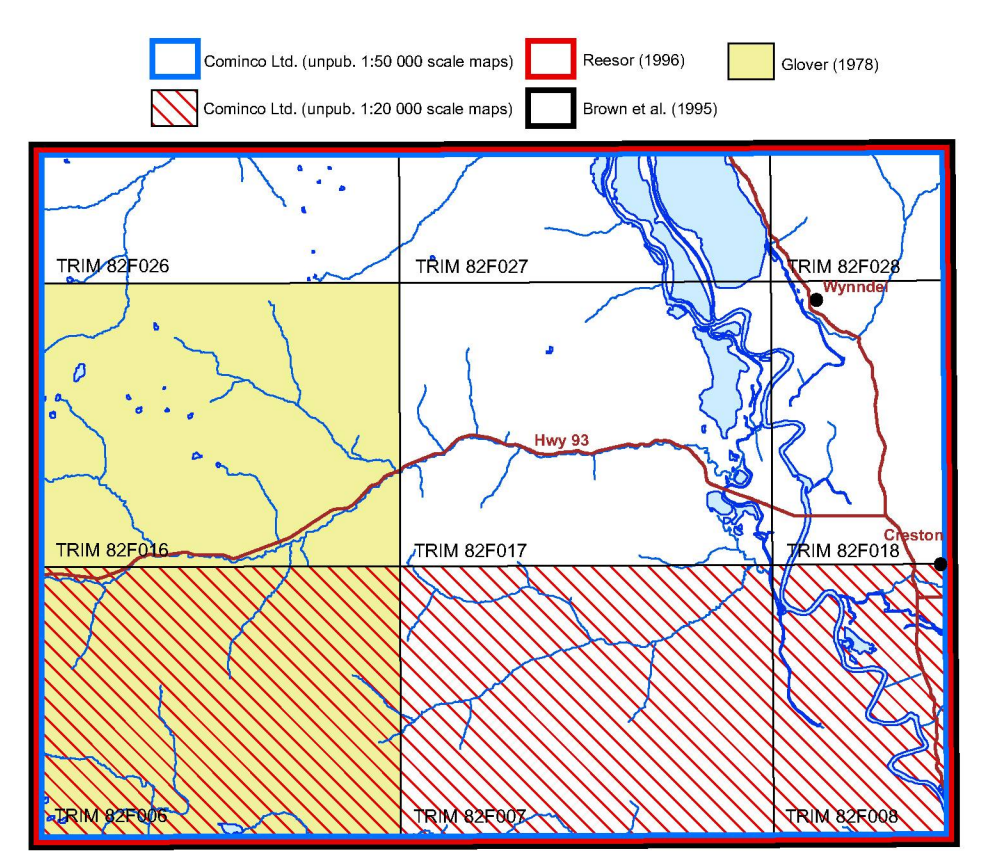 Cominco Ltd. (unpub. 1:50 000 scale maps)
Reesor (1996)
Glover (1978)
Cominco Ltd. (unpub. 1:20 000 scale maps)
Brown et al. (1995)
TRIM 82F026
TRIM 82F027
TRIM 82F028
Wynndel
Hwy 93
Creston
TRIM 82F016
TRIM 82F017
TRIM 82F018
TRIM 82F006
TRIM 82F007
TRIM 82F008